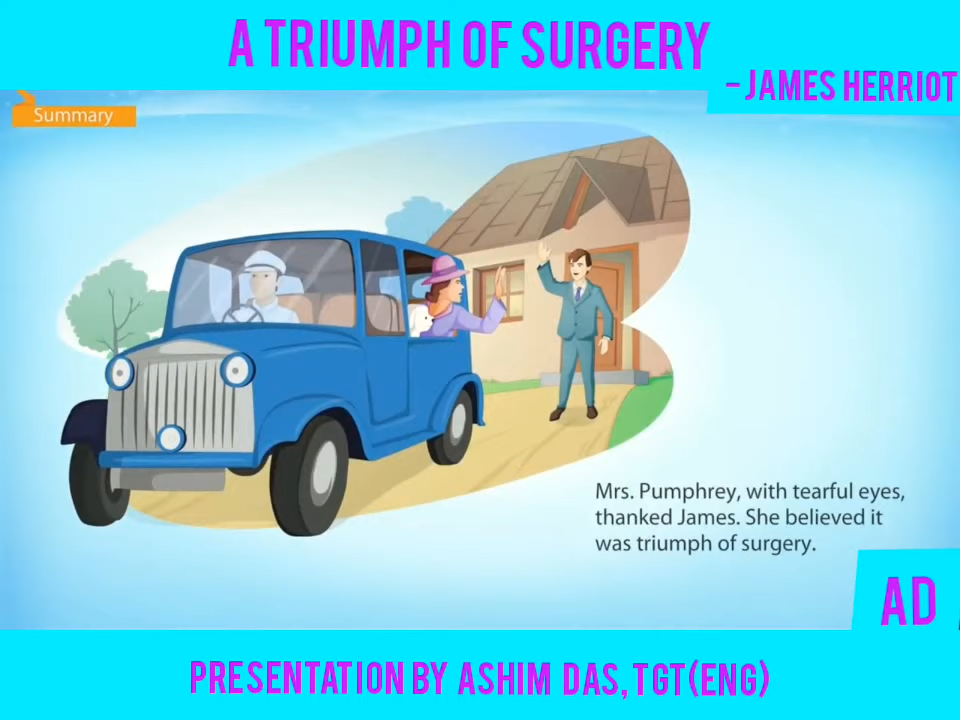 A TRIUMPH OF SURGERY
– JAMES HERRIOT
Summary
Mrs. Pumphrey, with tearful eyes,
thanked James. She believed it
was triumph of surgery.
AD
PRESENTATION BY ASHIM DAS, TGT(ENG)